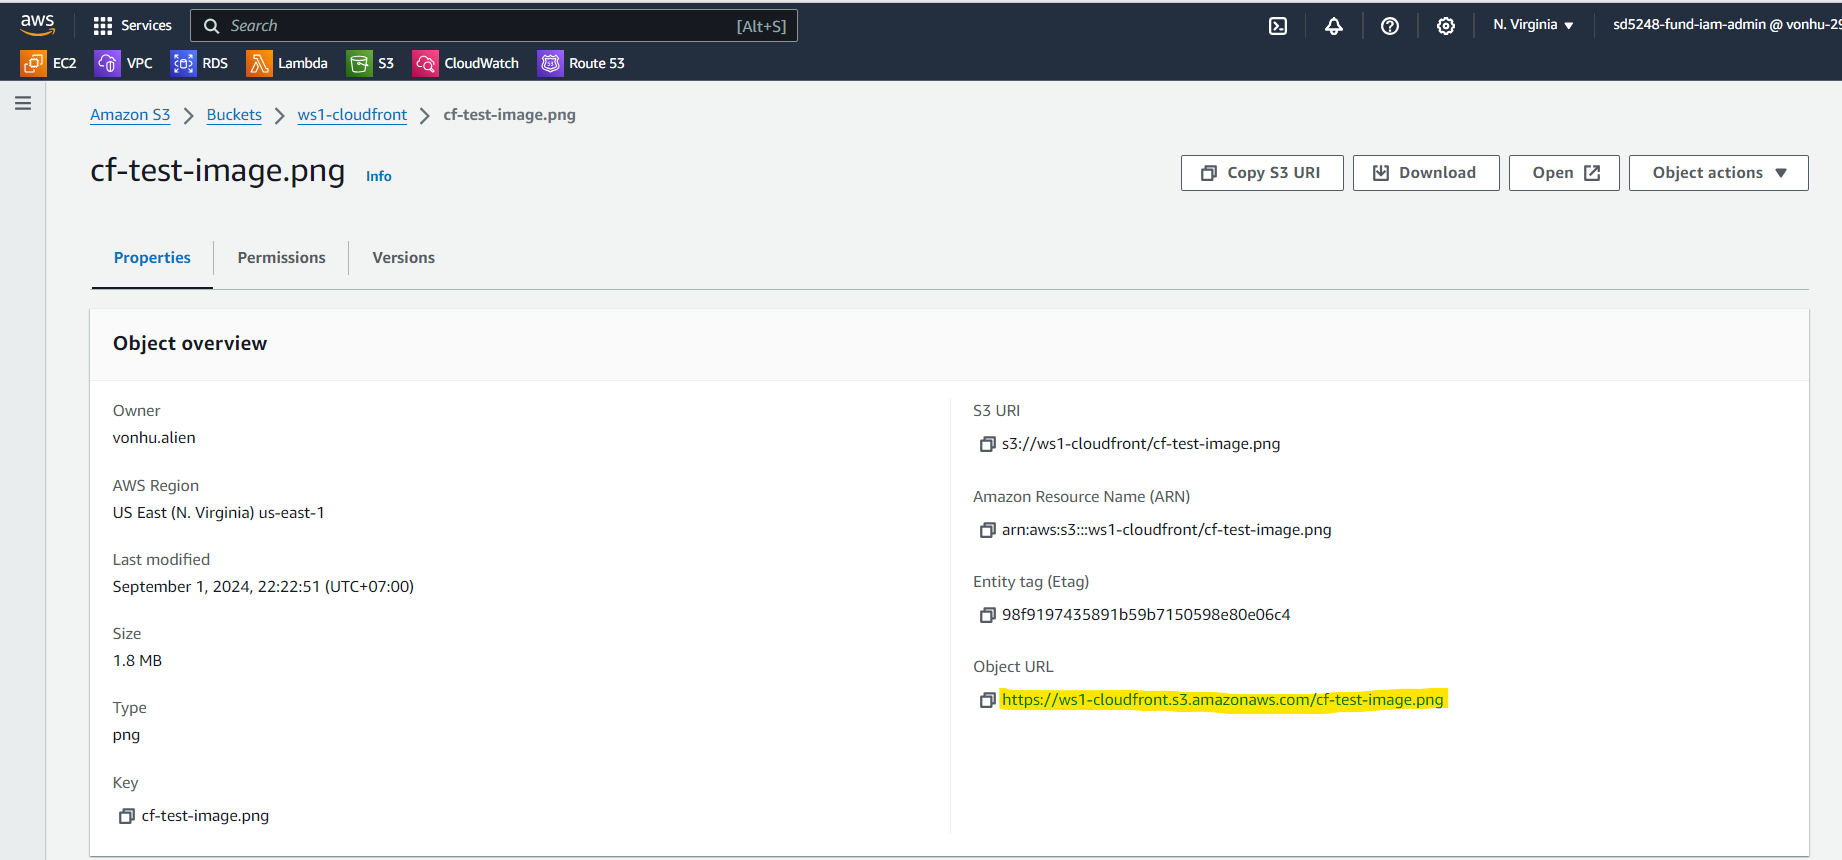 aws Services Search [Alt+S] N. Virginia sd5248-fund-iam-admin @ vonhu-29
EC2 VPC RDS Lambda S3 CloudWatch Route 53
Amazon S3 Buckets ws1-cloudfront cf-test-image.png
cf-test-image.png Info
Copy S3 URI Download Open Object actions
Properties Permissions Versions
Object overview
Owner
vonhu.alien
AWS Region
US East (N. Virginia) us-east-1
Last modified
September 1, 2024, 22:22:51 (UTC+07:00)
Size
1.8 MB
Type
png
Key
cf-test-image.png
S3 URI
s3://ws1-cloudfront/cf-test-image.png
Amazon Resource Name (ARN)
arn:aws:s3:::ws1-cloudfront/cf-test-image.png
Entity tag (Etag)
98f9197435891b59b7150598e80e06c4
Object URL
https://ws1-cloudfront.s3.amazonaws.com/cf-test-image.png